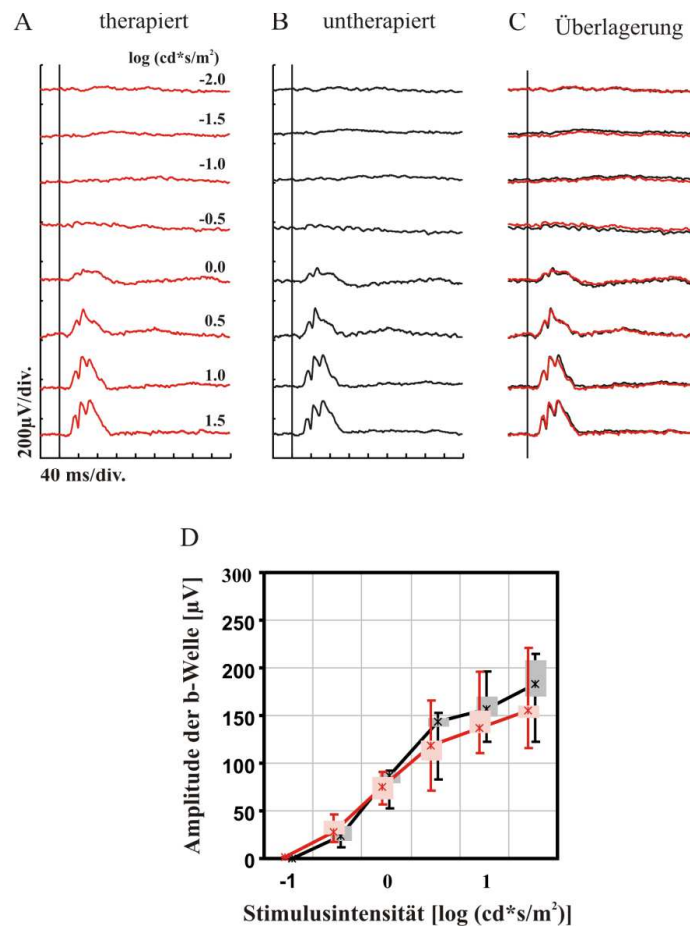 A therapiert B untherapiert C Überlagerung
log (cd*s/m²)
-2.0
-1.5
-1.0
-0.5
0.0
0.5
1.0
1.5
200µV/div.
40 ms/div.
D
300
250
200
150
100
50
0
Amplitude der b-Welle [µV]
-1 0 1
Stimulusintensität [log (cd*s/m²)]